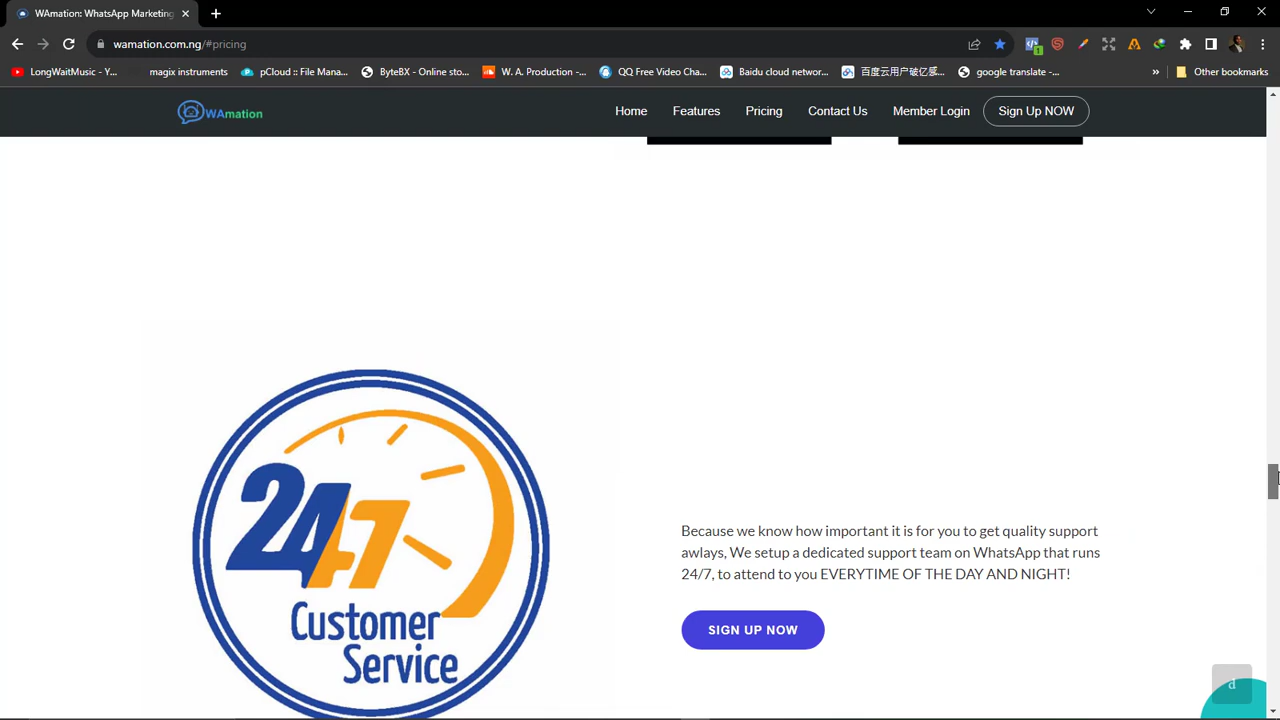 WAmation: WhatsApp Marketing
wamation.com.ng/#pricing
1
LongWaitMusic - Y...
magix instruments
pCloud :: File Mana...
ByteBX - Online sto...
W. A. Production -...
QQ Free Video Cha...
Baidu cloud networ...
百度云用户破亿感...
google translate -...
»
Other bookmarks
WAmation
Home
Features
Pricing
Contact Us
Member Login
Sign Up NOW
24/7
Customer
Service
Because we know how important it is for you to get quality support
awlays, We setup a dedicated support team on WhatsApp that runs
24/7, to attend to you EVERYTIME OF THE DAY AND NIGHT!
SIGN UP NOW
d